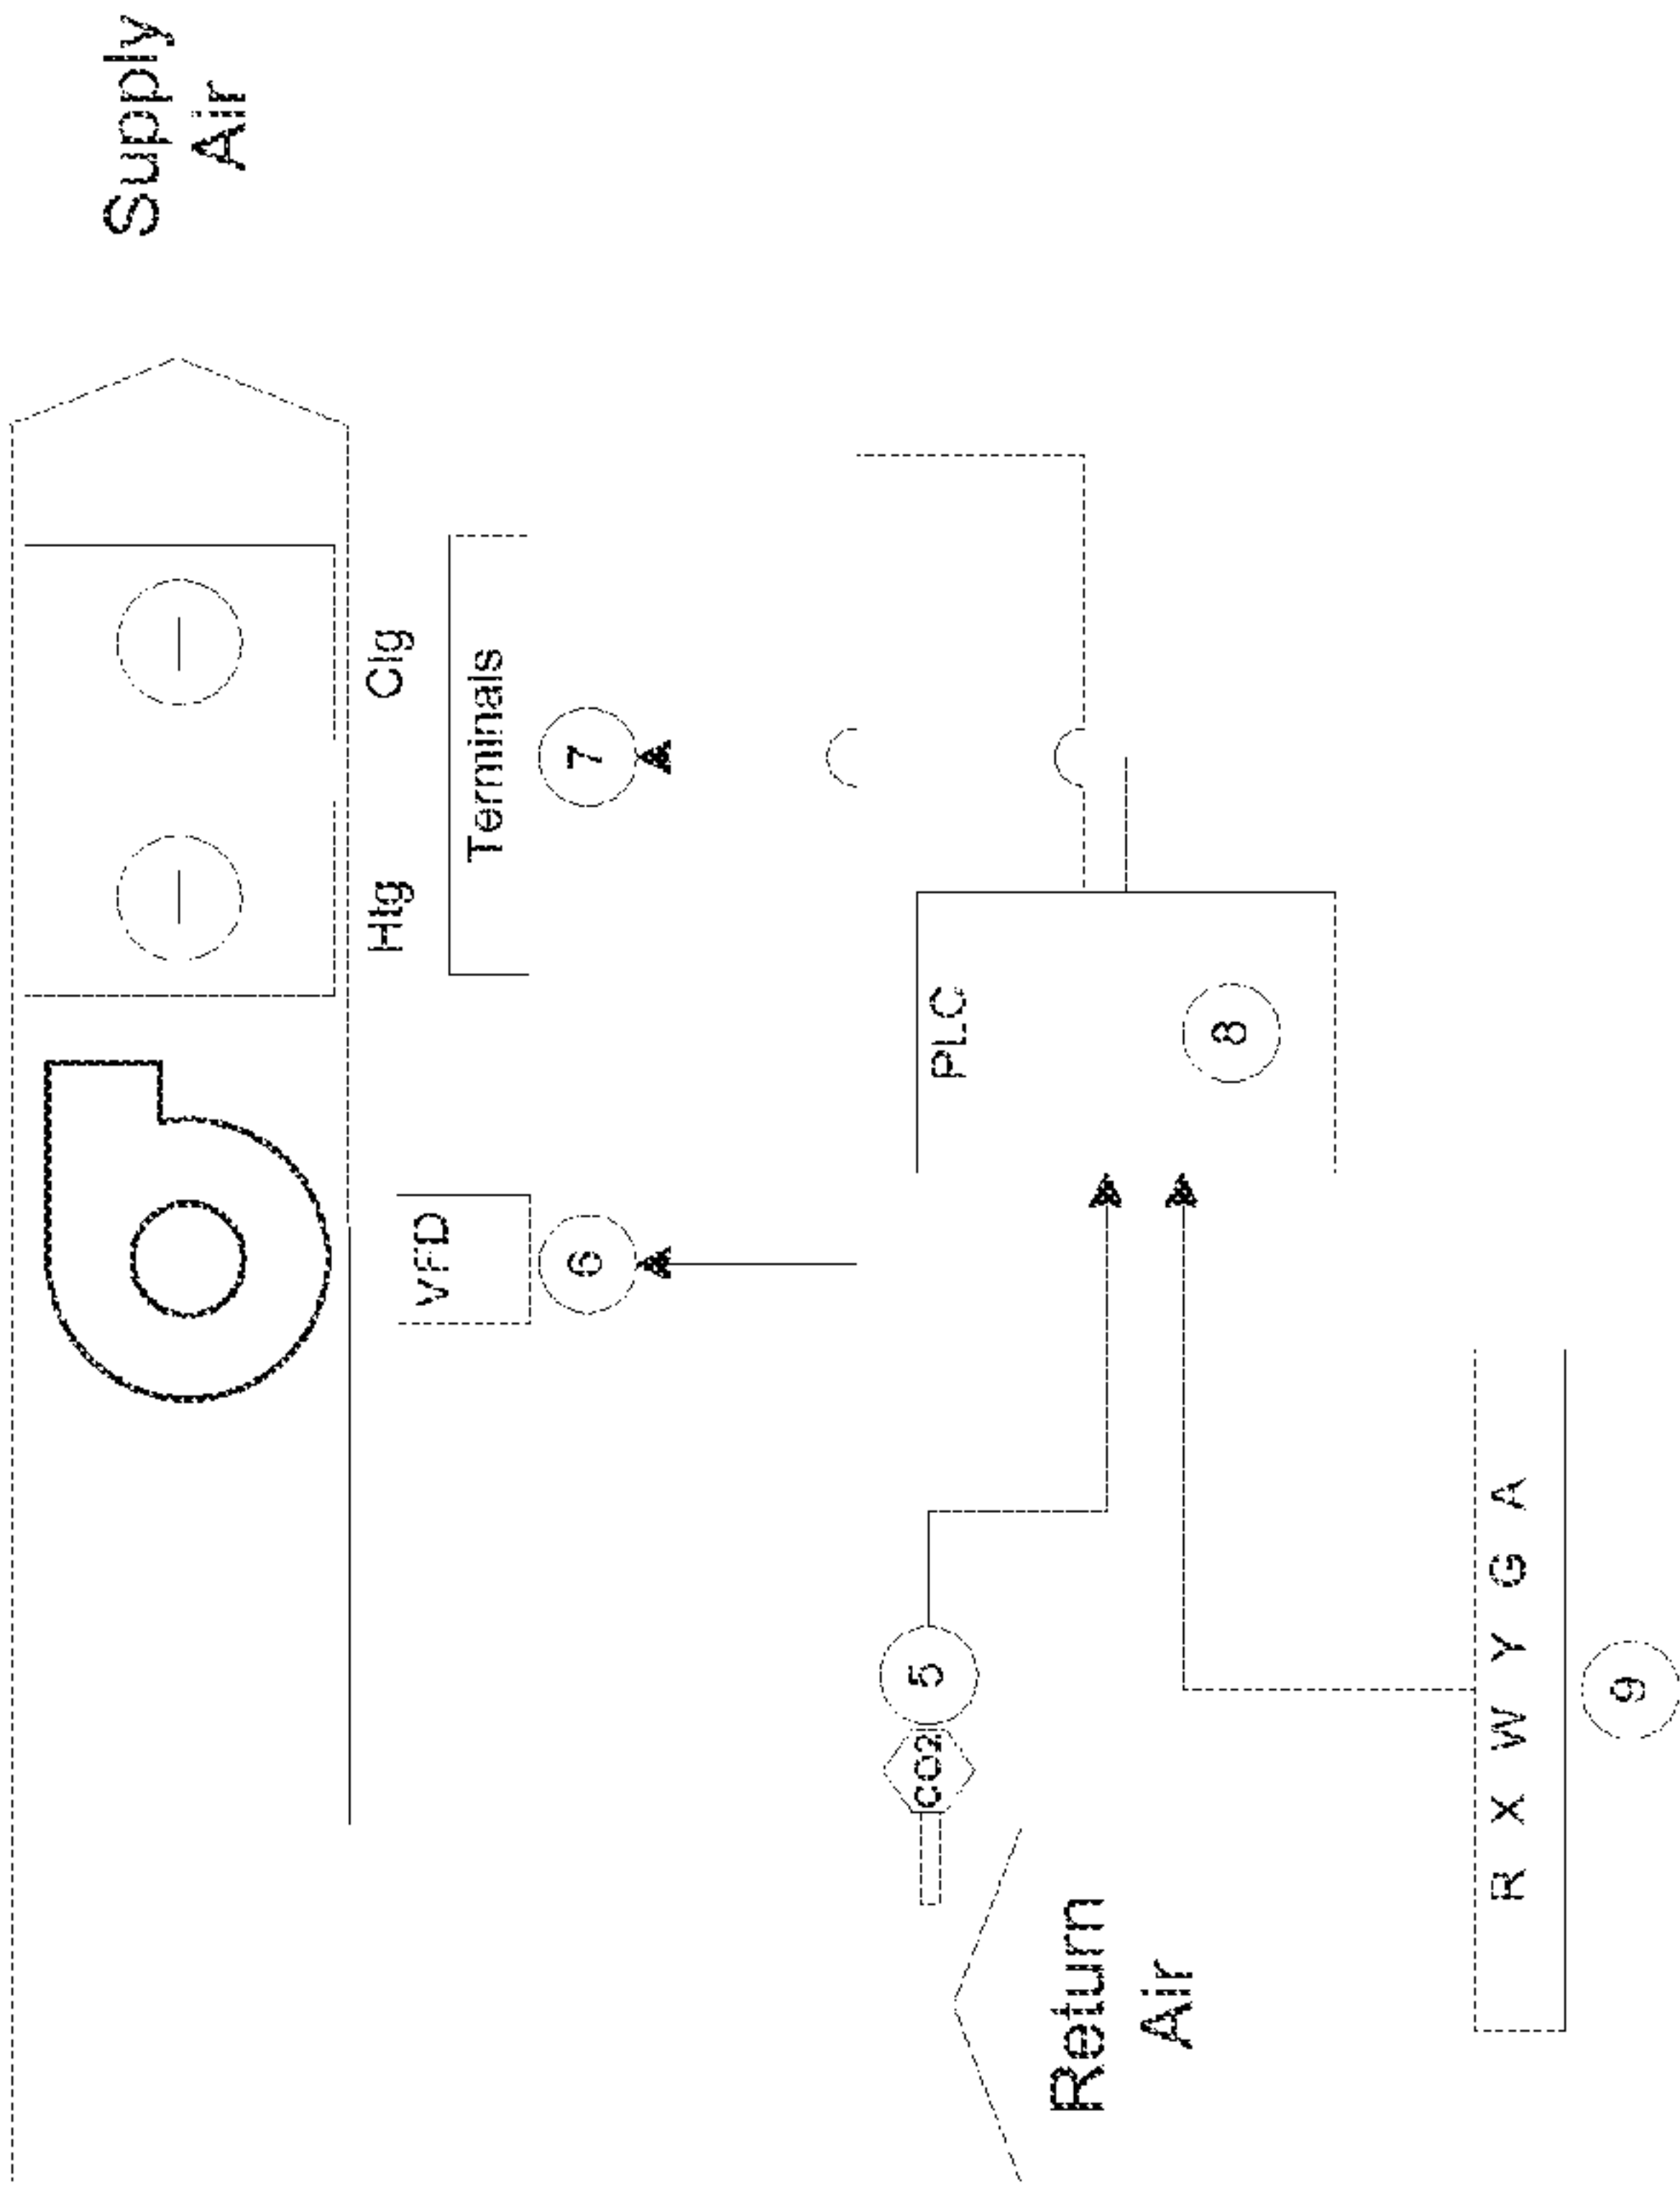 Supply
Air
Htg Clg
VFD
Terminals
6 7
CO2 5
PLC
Return
Air
8
R X W Y G A
9